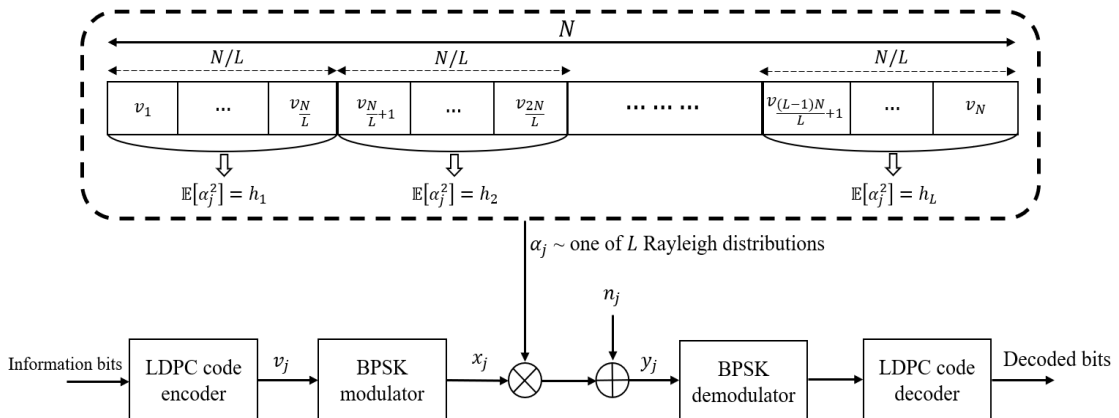 N
N/L N/L N/L
v_1 ... v_{N/L} v_{N/L+1} ... v_{2N/L} ... ... ... v_{(L-1)N/L+1} ... v_N
𝔼[α_j^2] = h_1 𝔼[α_j^2] = h_2 𝔼[α_j^2] = h_L
α_j ~ one of L Rayleigh distributions
n_j
Information bits
LDPC code
encoder
v_j
BPSK
modulator
x_j
y_j
BPSK
demodulator
LDPC code
decoder
Decoded bits